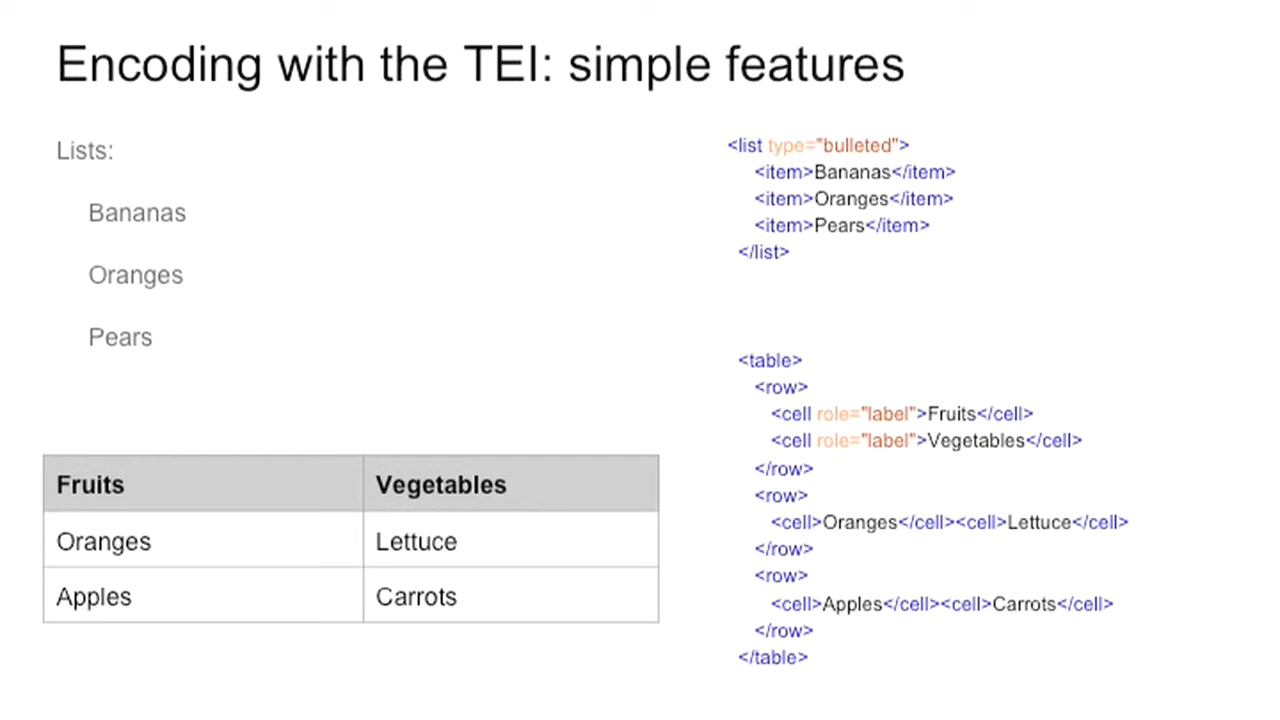 Encoding with the TEI: simple features
Lists:
Bananas
Oranges
Pears
Fruits Vegetables
Oranges Lettuce
Apples Carrots
<list type="bulleted">
<item>Bananas</item>
<item>Oranges</item>
<item>Pears</item>
</list>
<table>
<row>
<cell role="label">Fruits</cell>
<cell role="label">Vegetables</cell>
</row>
<row>
<cell>Oranges</cell><cell>Lettuce</cell>
</row>
<row>
<cell>Apples</cell><cell>Carrots</cell>
</row>
</table>